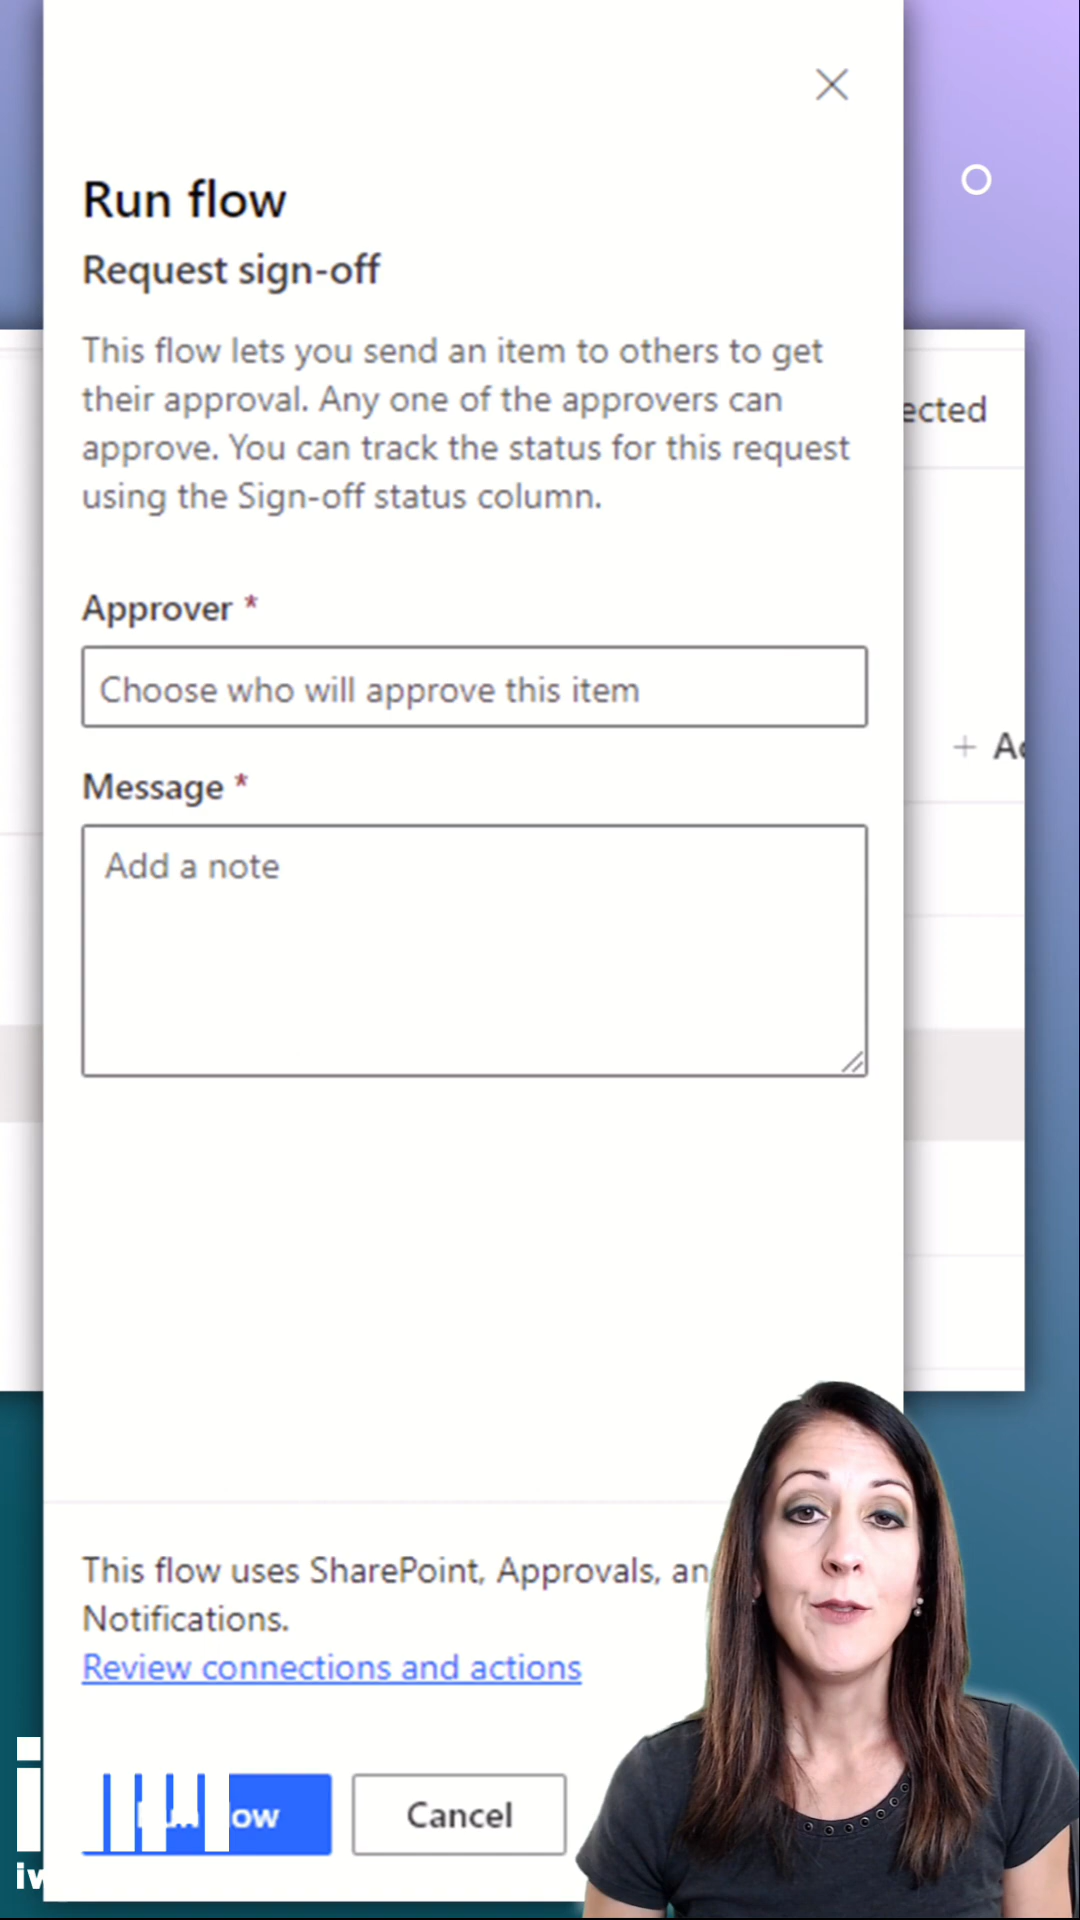 Run flow
Request sign-off
This flow lets you send an item to others to get
their approval. Any one of the approvers can
approve. You can track the status for this request
using the Sign-off status column.
ected
Approver *
Choose who will approve this item
+ Ad
Message *
Add a note
This flow uses SharePoint, Approvals, an
Notifications.
Review connections and actions
Cancel